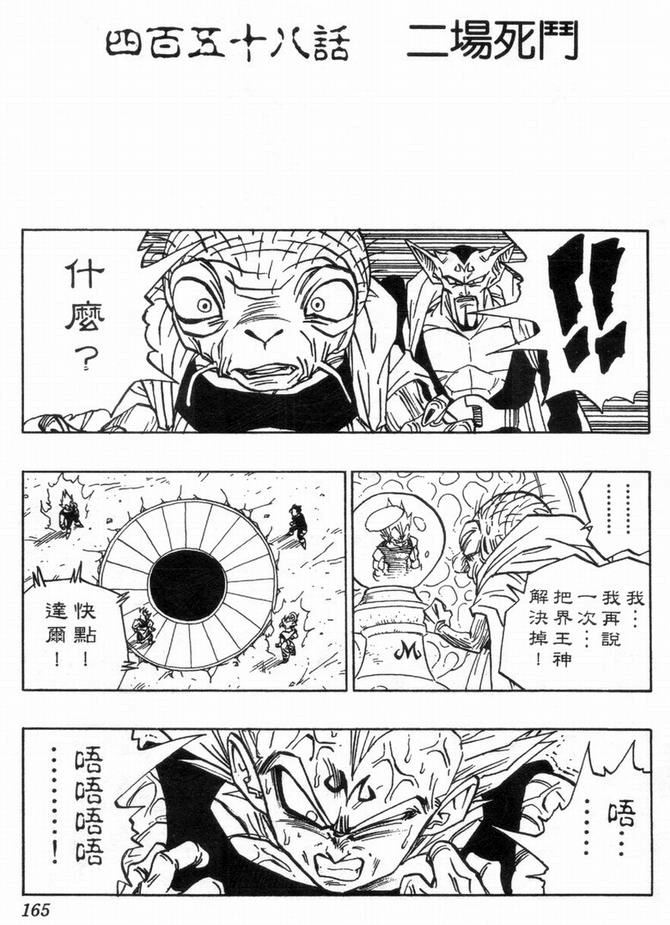 四百五十八話　二場死鬥
!!
什麼？
…………
我…
我再說
一次…
把界王神
解決掉！
快點！
達爾！
唔…
……
唔唔唔唔
…………！
M
165